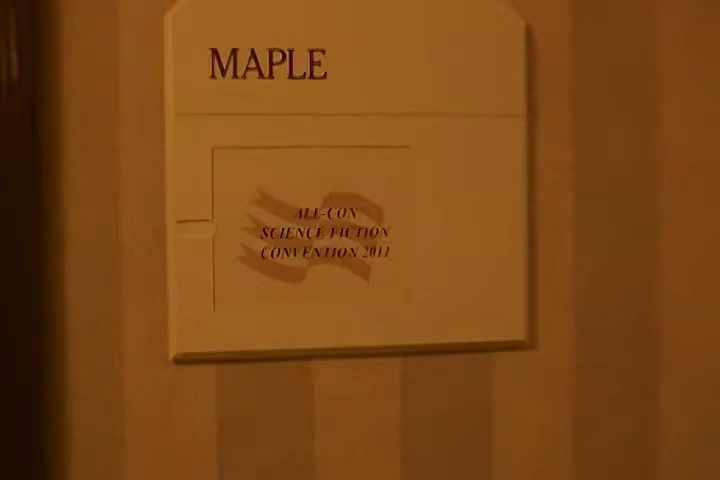 MAPLE
ALL-CON
SCIENCE FICTION
CONVENTION 2011